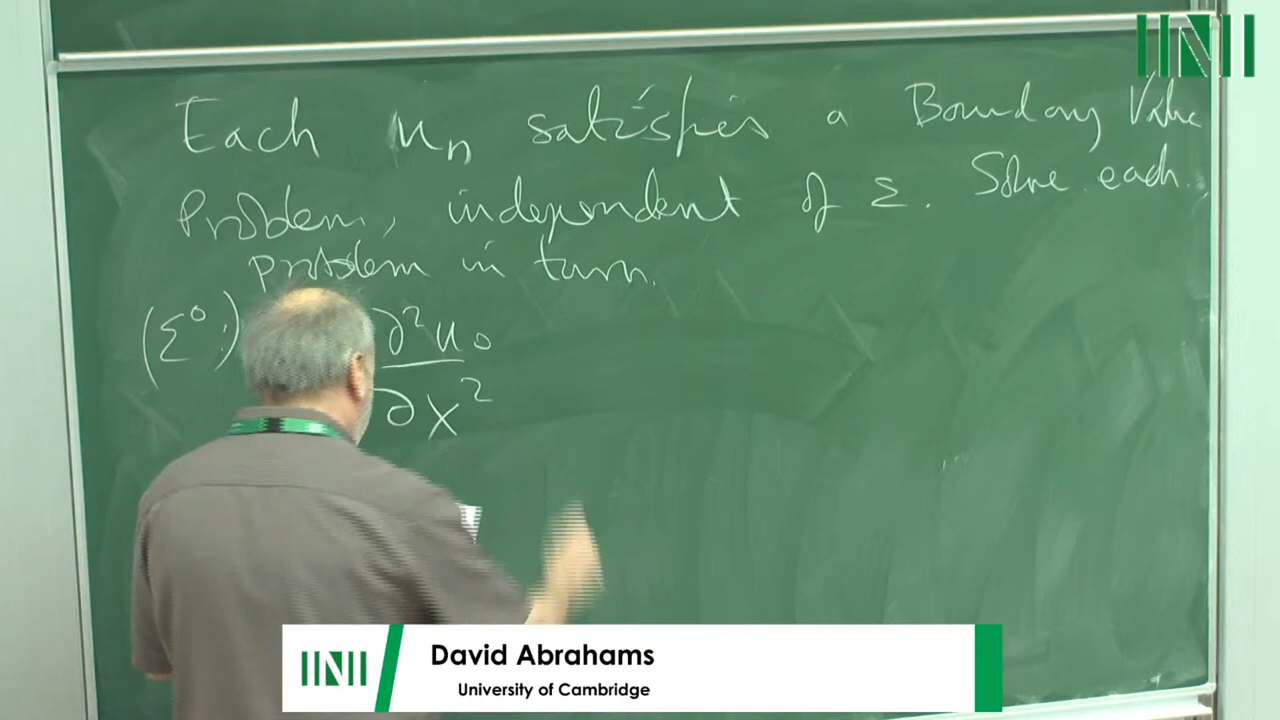 Each uₙ satisfies a Boundary Value
Problem, independent of ε. Solve each
problem in turn.
(ε⁰:) ∂²u₀
∂X²
INI
INI
David Abrahams
University of Cambridge